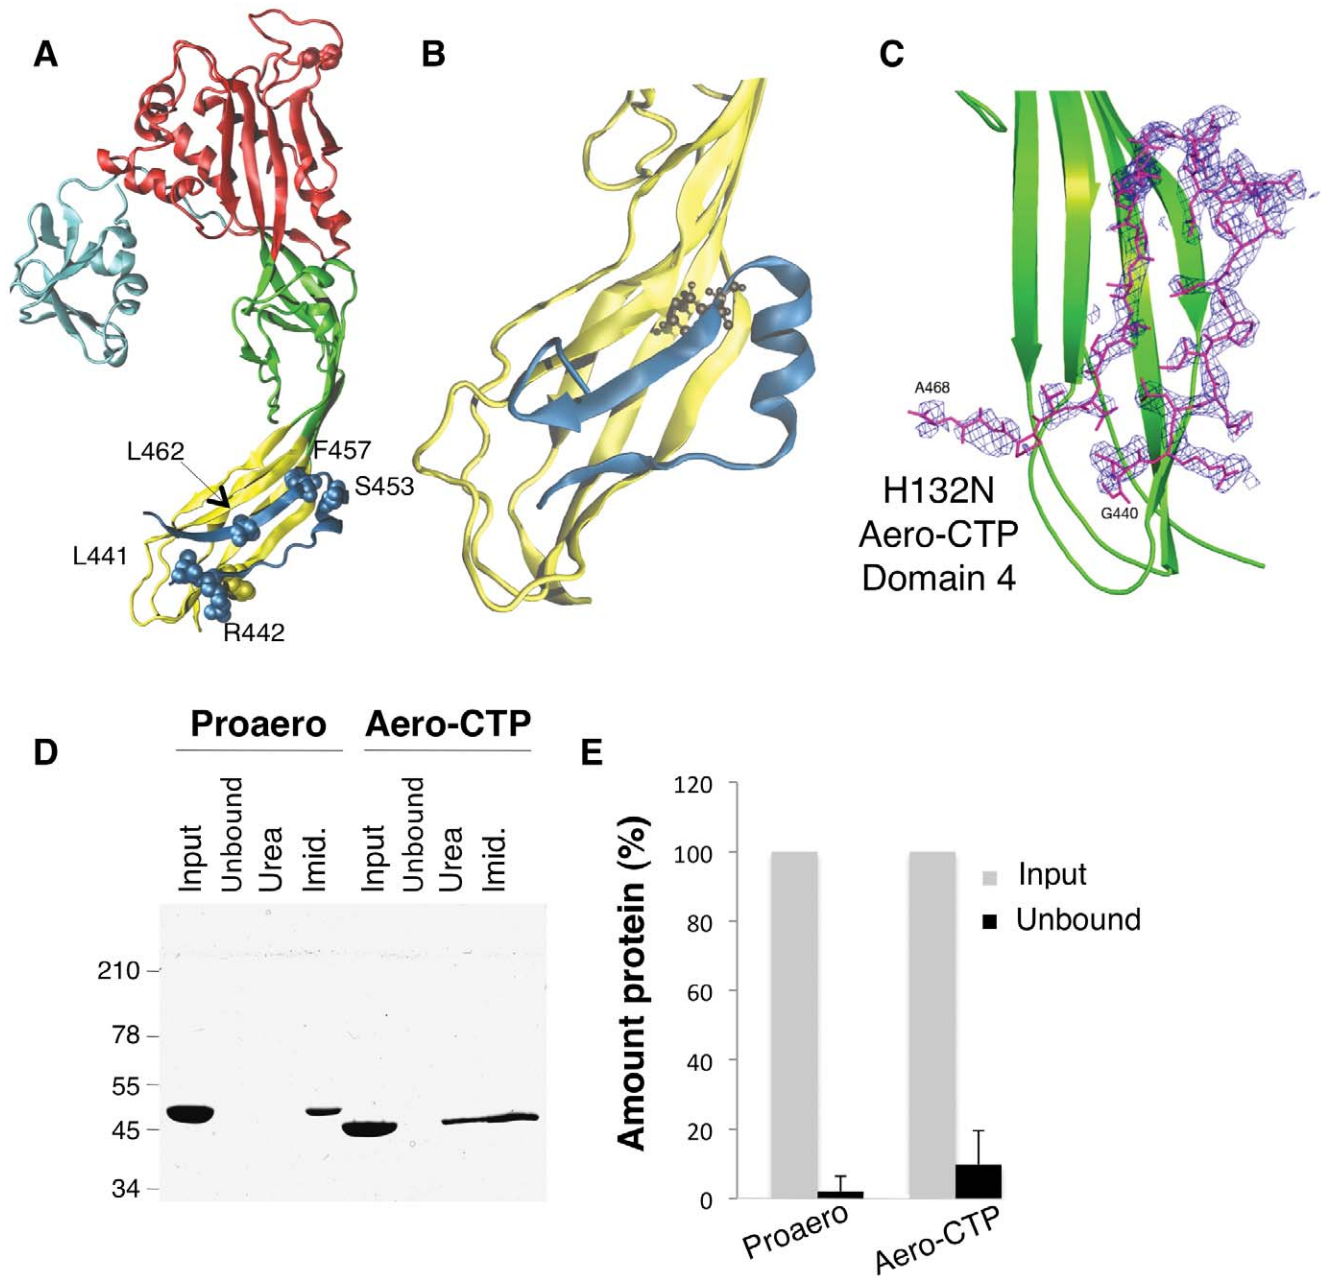 A
B
C
L462
F457
S453
L441
R442
A468
G440
H132N
Aero-CTP
Domain 4
D
Proaero
Aero-CTP
Input
Unbound
Urea
Imid.
Input
Unbound
Urea
Imid.
210
78
55
45
34
E
Amount protein (%)
120
100
80
60
40
20
0
Input
Unbound
Proaero
Aero-CTP